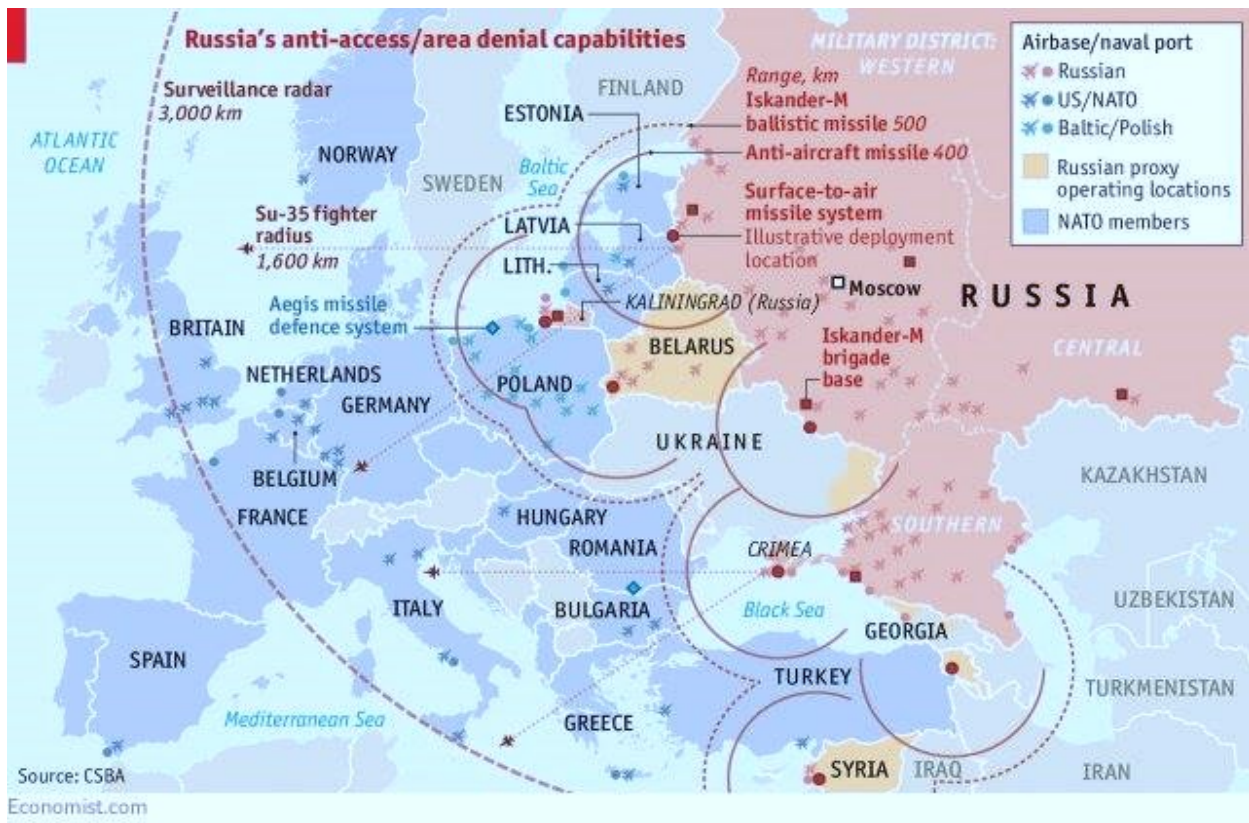 Russia's anti-access/area denial capabilities
Surveillance radar
3,000 km
ATLANTIC
OCEAN
NORWAY
SWEDEN
FINLAND
Baltic
Sea
ESTONIA
LATVIA
LITH.
Su-35 fighter
radius
1,600 km
Range, km
Iskander-M
ballistic missile 500
Anti-aircraft missile 400
Surface-to-air
missile system
Illustrative deployment
location
MILITARY DISTRICT:
WESTERN
Airbase/naval port
Russian
US/NATO
Baltic/Polish
Russian proxy
operating locations
NATO members
Aegis missile
defence system
KALININGRAD (Russia)
Moscow
RUSSIA
BRITAIN
NETHERLANDS
GERMANY
POLAND
BELARUS
Iskander-M
brigade
base
CENTRAL
BELGIUM
FRANCE
UKRAINE
KAZAKHSTAN
HUNGARY
ROMANIA
CRIMEA
SOUTHERN
ITALY
BULGARIA
Black Sea
GEORGIA
UZBEKISTAN
SPAIN
TURKEY
TURKMENISTAN
Mediterranean Sea
GREECE
SYRIA
IRAQ
IRAN
Source: CSBA
Economist.com